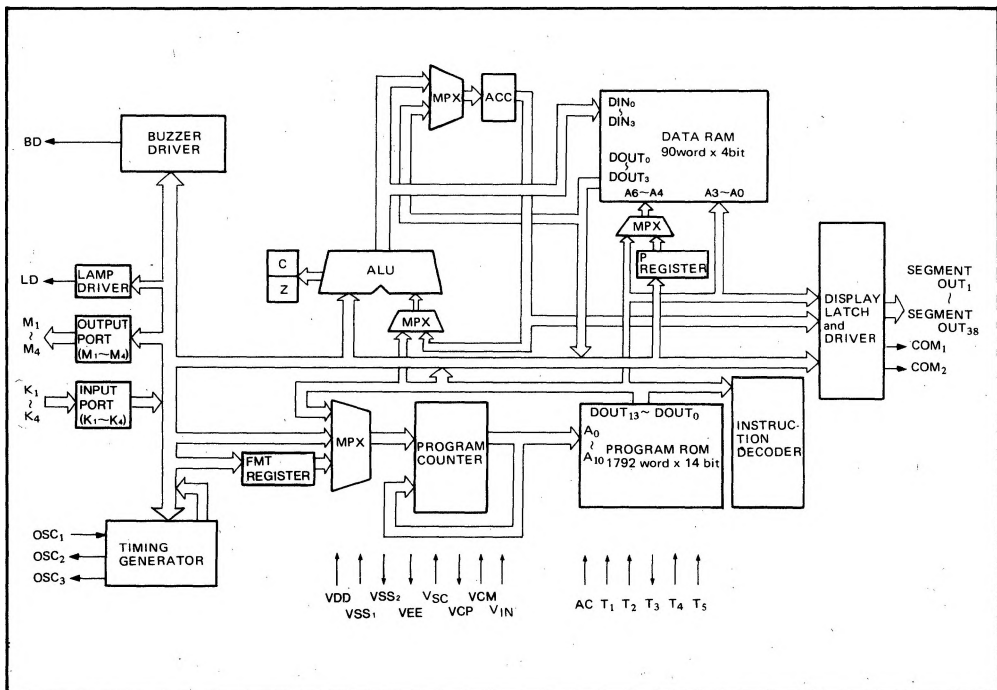 MPX
ACC
DIN₀
~
DIN₃
DATA RAM
90word x 4bit
DOUT₀
~
DOUT₃
A6~A4
A3~A0
BD
BUZZER
DRIVER
MPX
P
REGISTER
C
Z
ALU
LD
LAMP
DRIVER
M₁
~
M₄
OUTPUT
PORT
(M₁~M₄)
MPX
DISPLAY
LATCH
and
DRIVER
SEGMENT
OUT₁
~
SEGMENT
OUT₃₈
COM₁
COM₂
K₁
~
K₄
INPUT
PORT
(K₁~K₄)
MPX
PROGRAM
COUNTER
DOUT₁₃~DOUT₀
A₀
~
A₁₀
PROGRAM ROM
1792 word x 14 bit
INSTRUC-
TION
DECODER
FMT
REGISTER
OSC₁
OSC₂
OSC₃
TIMING
GENERATOR
VDD
VSS₁
VSS₂
VEE
VSC
VCP
VCM
VIN
AC
T₁
T₂
T₃
T₄
T₅